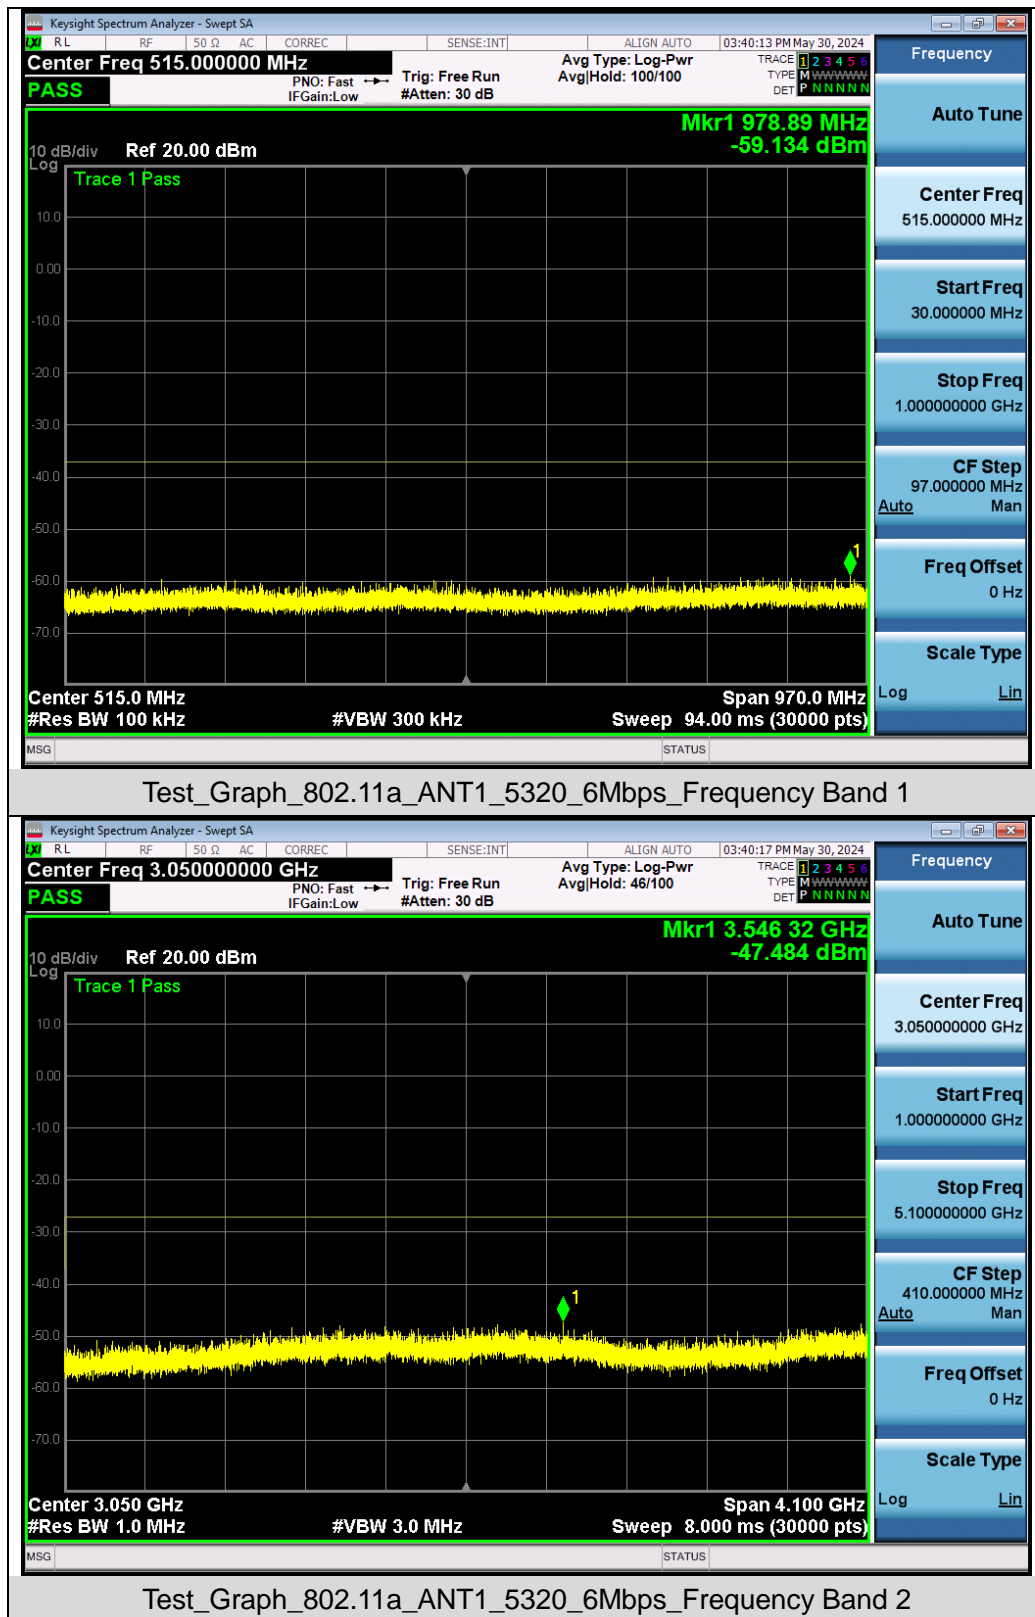 Keysight Spectrum Analyzer - Swept SA
LXI RL RF 50 Ω AC CORREC SENSE:INT ALIGN AUTO 03:40:13 PM May 30, 2024
Center Freq 515.000000 MHz
PASS
PNO: Fast
IFGain:Low
Trig: Free Run
#Atten: 30 dB
Avg Type: Log-Pwr
Avg|Hold: 100/100
TRACE 1 2 3 4 5 6
TYPE M WWWWW
DET P N N N N N
Mkr1 978.89 MHz
-59.134 dBm
10 dB/div Ref 20.00 dBm
Log
Trace 1 Pass
10.0
0.00
-10.0
-20.0
-30.0
-40.0
-50.0
-60.0
-70.0
1
Center 515.0 MHz Span 970.0 MHz
#Res BW 100 kHz #VBW 300 kHz Sweep 94.00 ms (30000 pts)
MSG STATUS
Frequency
Auto Tune
Center Freq
515.000000 MHz
Start Freq
30.000000 MHz
Stop Freq
1.000000000 GHz
CF Step
97.000000 MHz
Auto Man
Freq Offset
0 Hz
Scale Type
Log Lin
Test_Graph_802.11a_ANT1_5320_6Mbps_Frequency Band 1
Keysight Spectrum Analyzer - Swept SA
LXI RL RF 50 Ω AC CORREC SENSE:INT ALIGN AUTO 03:40:17 PM May 30, 2024
Center Freq 3.050000000 GHz
PASS
PNO: Fast
IFGain:Low
Trig: Free Run
#Atten: 30 dB
Avg Type: Log-Pwr
Avg|Hold: 46/100
TRACE 1 2 3 4 5 6
TYPE M WWWWW
DET P N N N N N
Mkr1 3.546 32 GHz
-47.484 dBm
10 dB/div Ref 20.00 dBm
Log
Trace 1 Pass
10.0
0.00
-10.0
-20.0
-30.0
-40.0
-50.0
-60.0
-70.0
1
Center 3.050 GHz Span 4.100 GHz
#Res BW 1.0 MHz #VBW 3.0 MHz Sweep 8.000 ms (30000 pts)
MSG STATUS
Frequency
Auto Tune
Center Freq
3.050000000 GHz
Start Freq
1.000000000 GHz
Stop Freq
5.100000000 GHz
CF Step
410.000000 MHz
Auto Man
Freq Offset
0 Hz
Scale Type
Log Lin
Test_Graph_802.11a_ANT1_5320_6Mbps_Frequency Band 2